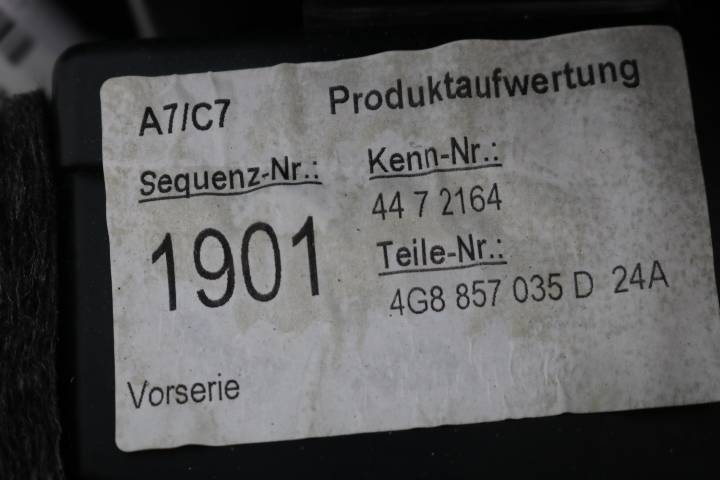 A7/C7 Produktaufwertung
Sequenz-Nr.: Kenn-Nr.:
44 7 2164
1901 Teile-Nr.:
4G8 857 035 D 24A
Vorserie